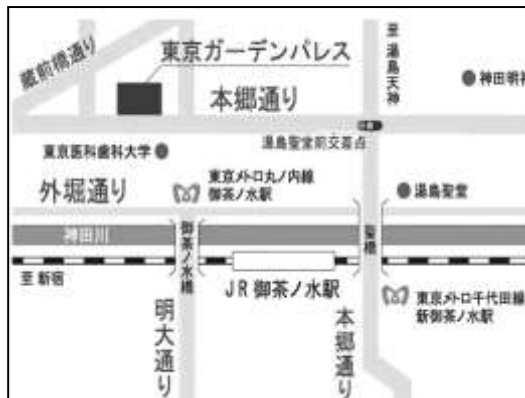 蔵前橋通り
東京ガーデンパレス
至 湯島天神
神田明神
本郷通り
湯島聖堂前交差点
東京医科歯科大学
外堀通り
東京メトロ丸ノ内線
御茶ノ水駅
湯島聖堂
神田川
御茶ノ水橋
聖橋
至 新宿
JR 御茶ノ水駅
東京メトロ千代田線
新御茶ノ水駅
明大通り
本郷通り